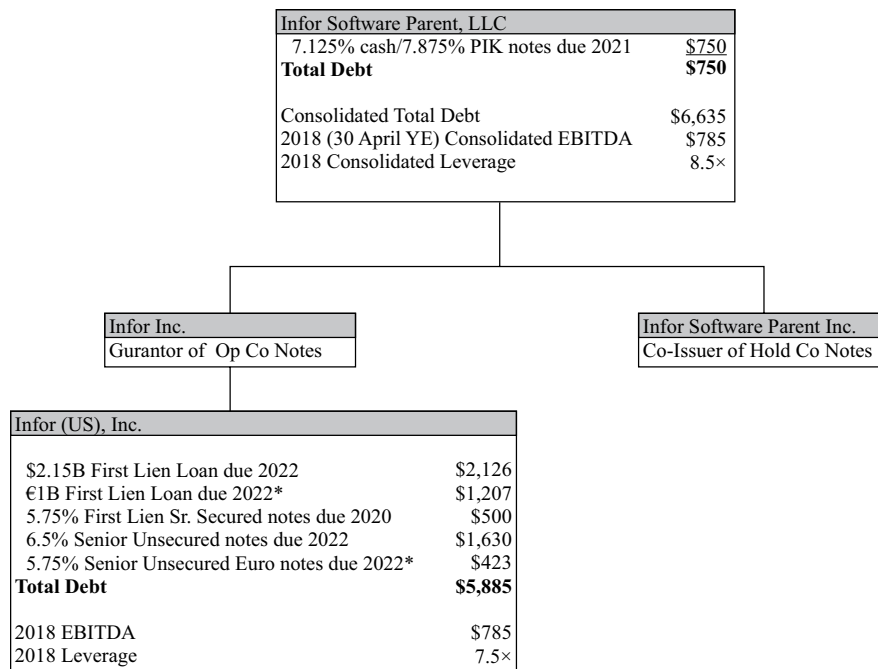 Infor Software Parent, LLC
7.125% cash/7.875% PIK notes due 2021 $750
Total Debt $750
Consolidated Total Debt $6,635
2018 (30 April YE) Consolidated EBITDA $785
2018 Consolidated Leverage 8.5×
Infor Inc.
Gurantor of Op Co Notes
Infor Software Parent Inc.
Co-Issuer of Hold Co Notes
Infor (US), Inc.
$2.15B First Lien Loan due 2022 $2,126
€1B First Lien Loan due 2022* $1,207
5.75% First Lien Sr. Secured notes due 2020 $500
6.5% Senior Unsecured notes due 2022 $1,630
5.75% Senior Unsecured Euro notes due 2022* $423
Total Debt $5,885
2018 EBITDA $785
2018 Leverage 7.5×